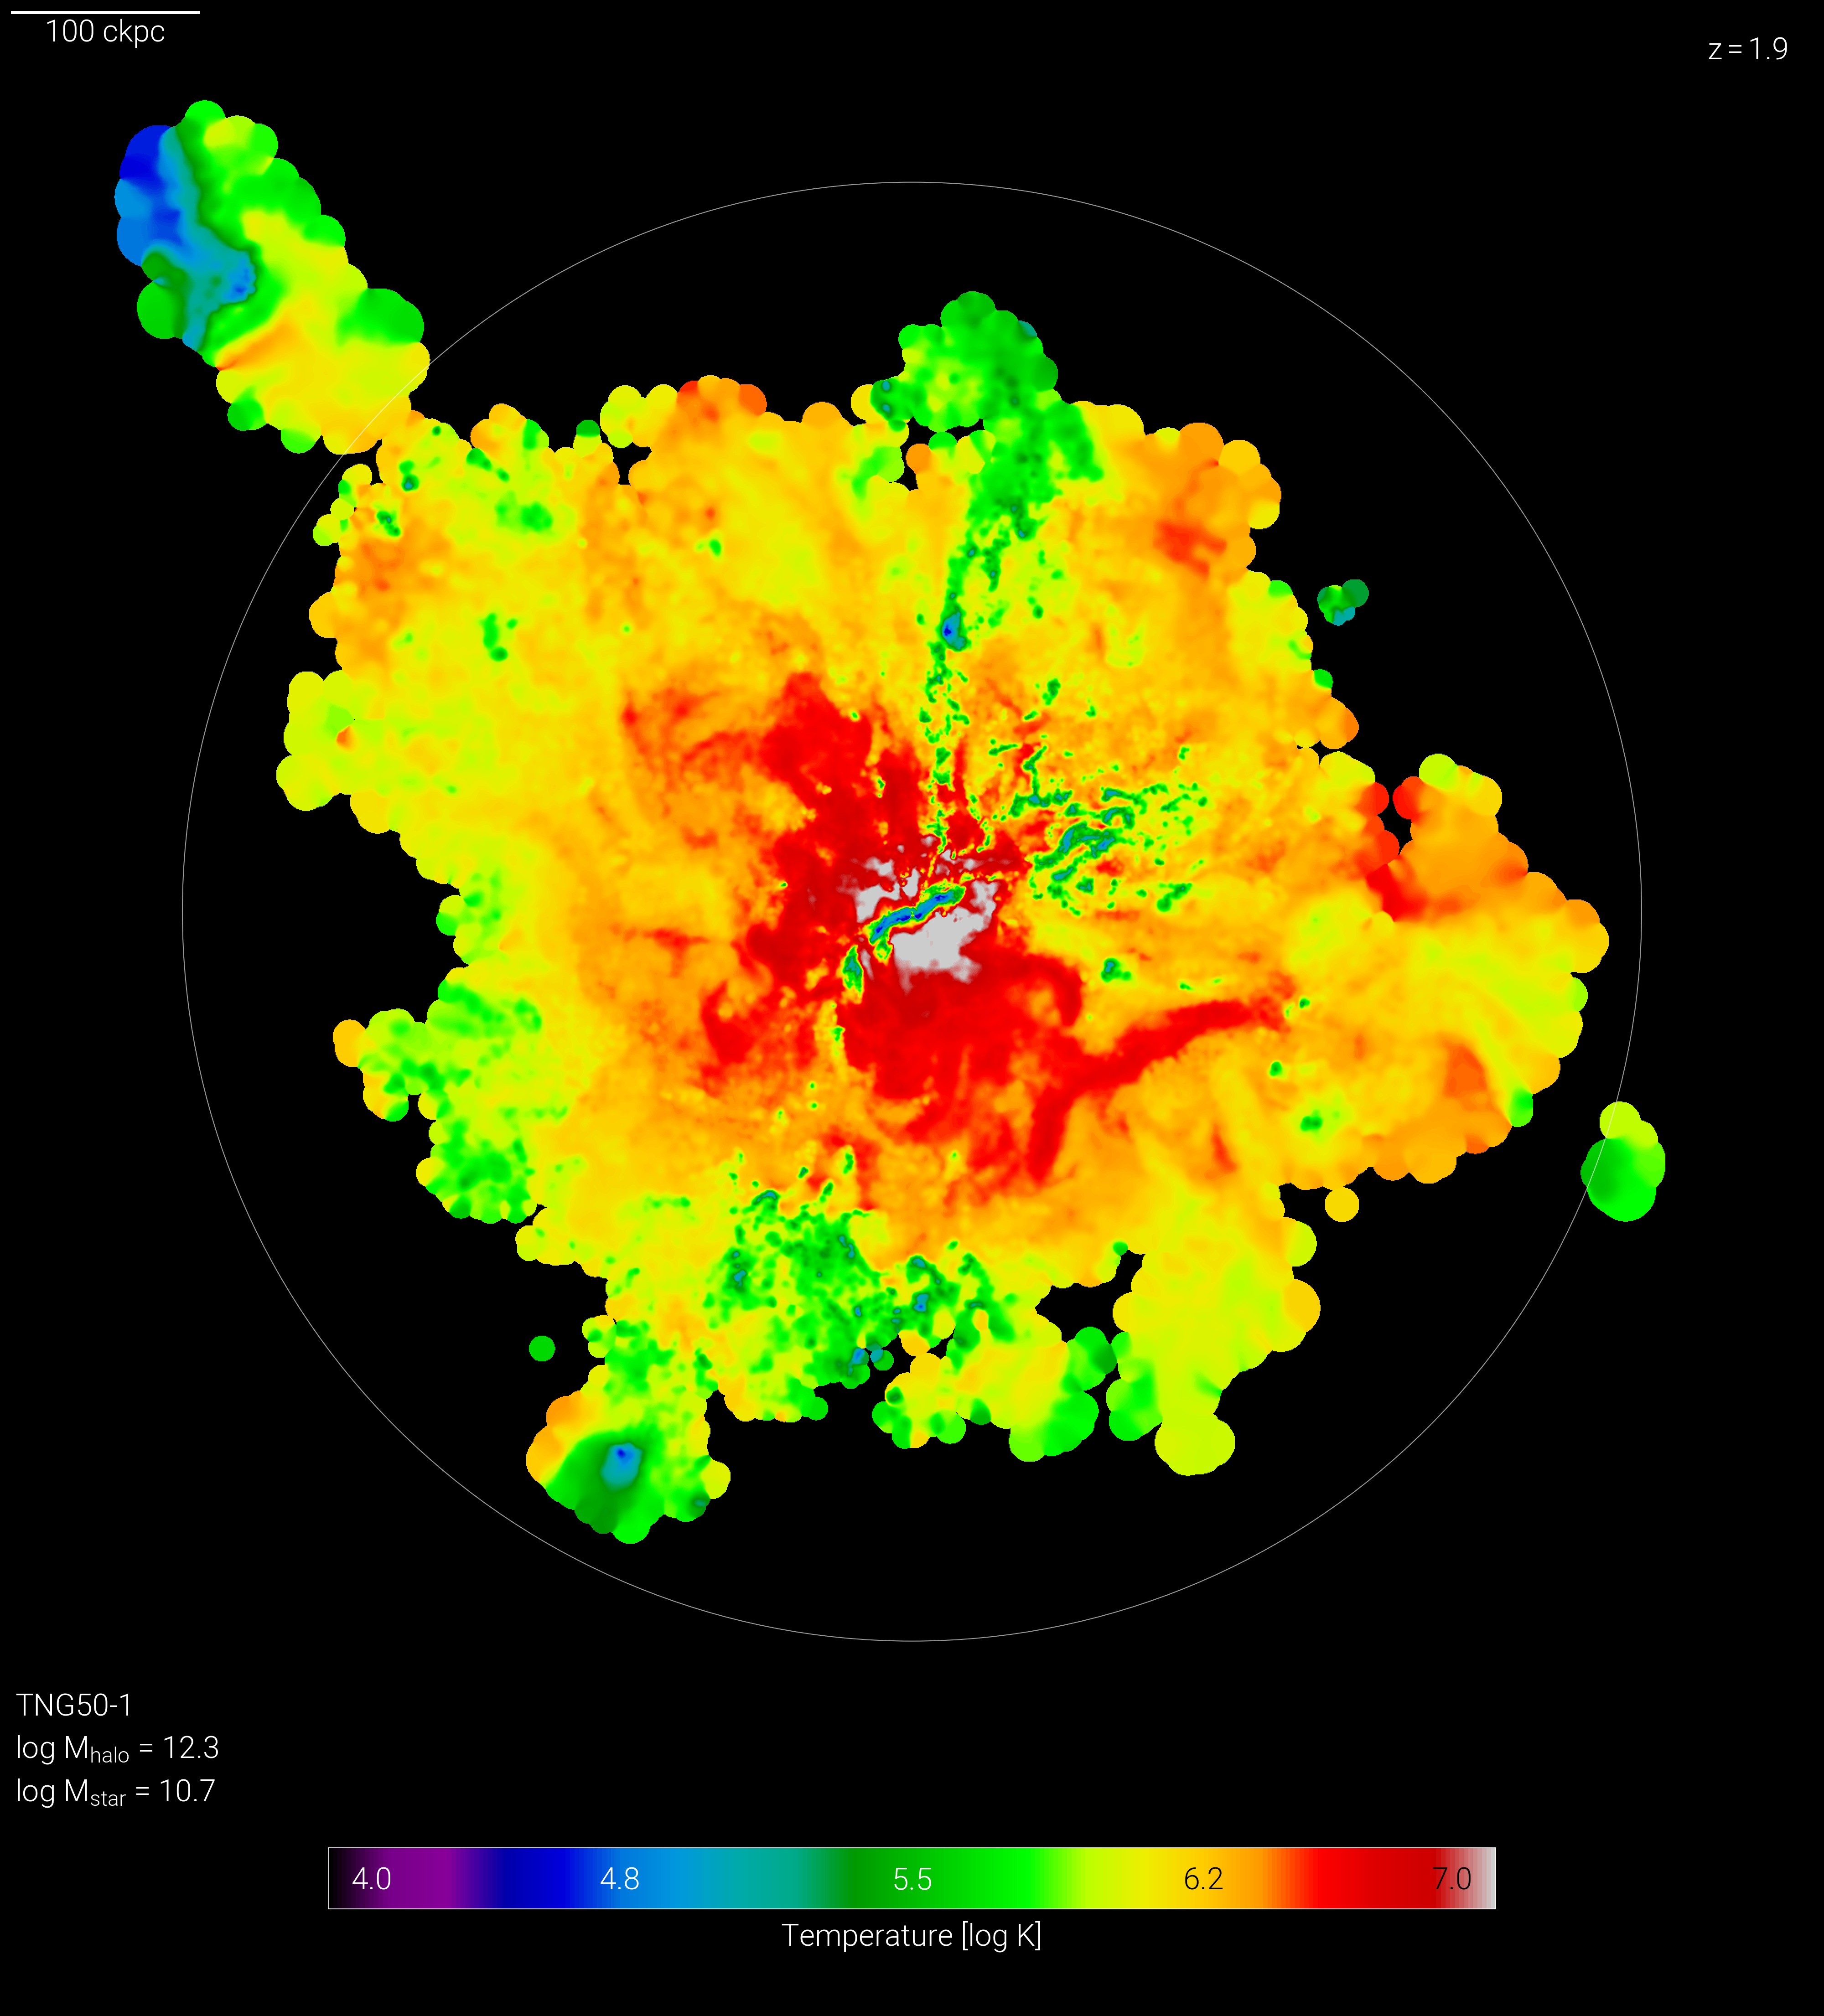 100 ckpc
z = 1.9
TNG50-1
log Mhalo = 12.3
log Mstar = 10.7
4.0 4.8 5.5 6.2 7.0
Temperature [log K]